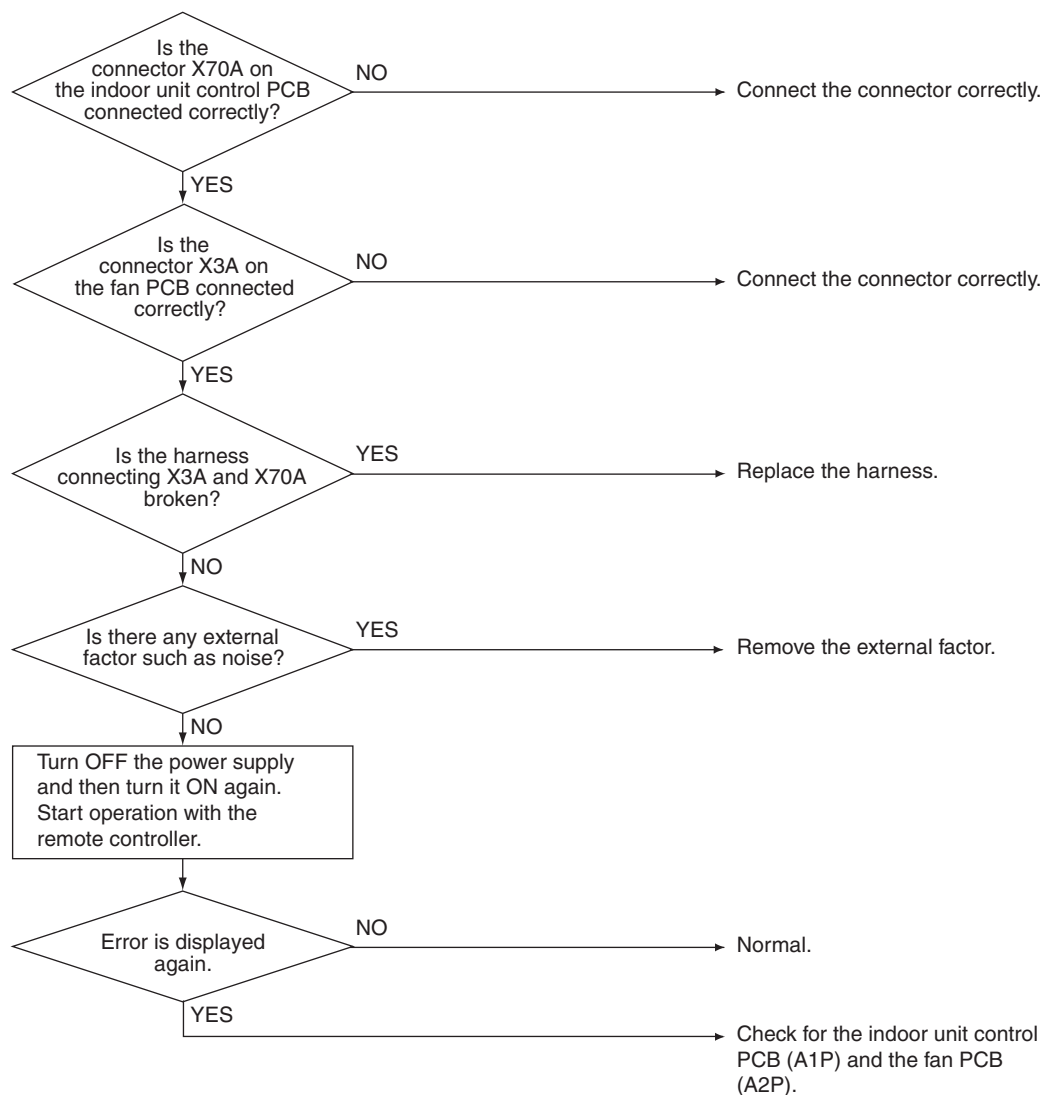 Is the
connector X70A on
the indoor unit control PCB
connected correctly?
NO
Connect the connector correctly.
YES
Is the
connector X3A on
the fan PCB connected
correctly?
NO
Connect the connector correctly.
YES
Is the harness
connecting X3A and X70A
broken?
YES
Replace the harness.
NO
Is there any external
factor such as noise?
YES
Remove the external factor.
NO
Turn OFF the power supply
and then turn it ON again.
Start operation with the
remote controller.
Error is displayed
again.
NO
Normal.
YES
Check for the indoor unit control
PCB (A1P) and the fan PCB
(A2P).